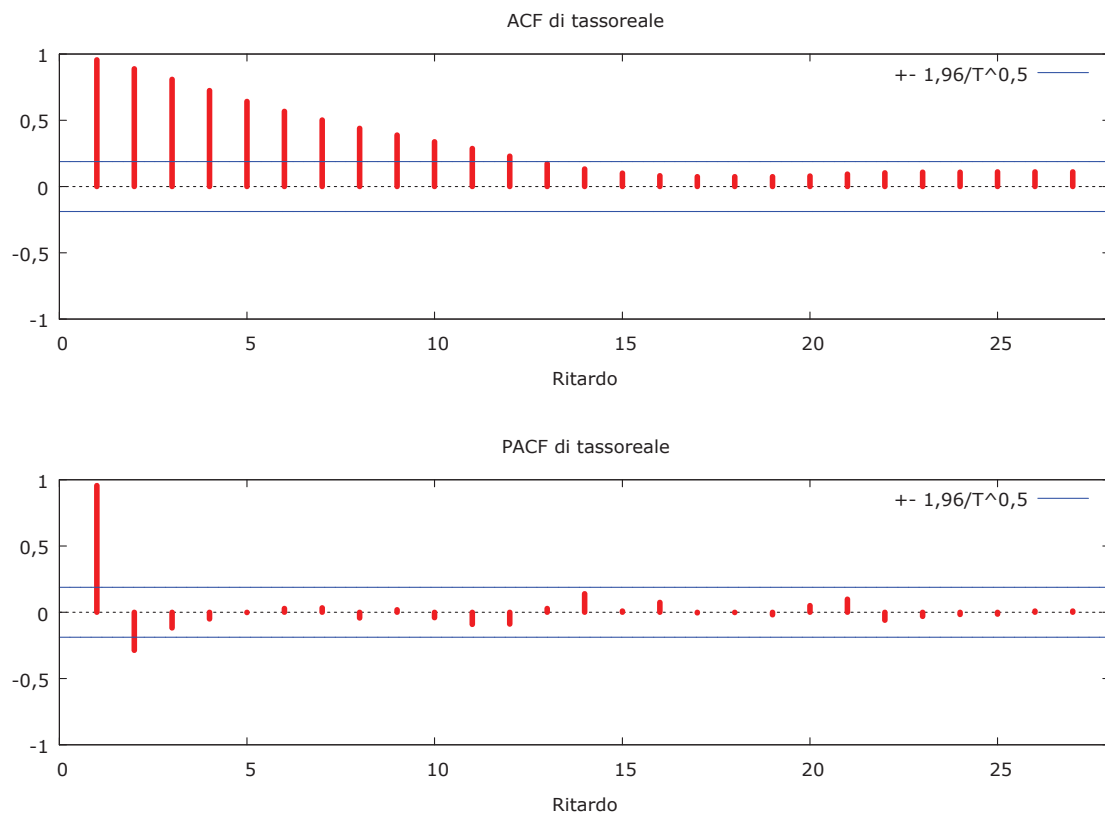 ACF di tassoreale
1
+- 1,96/T^0,5
0,5
0
-0,5
-1
0 5 10 15 20 25
Ritardo
PACF di tassoreale
1
+- 1,96/T^0,5
0,5
0
-0,5
-1
0 5 10 15 20 25
Ritardo